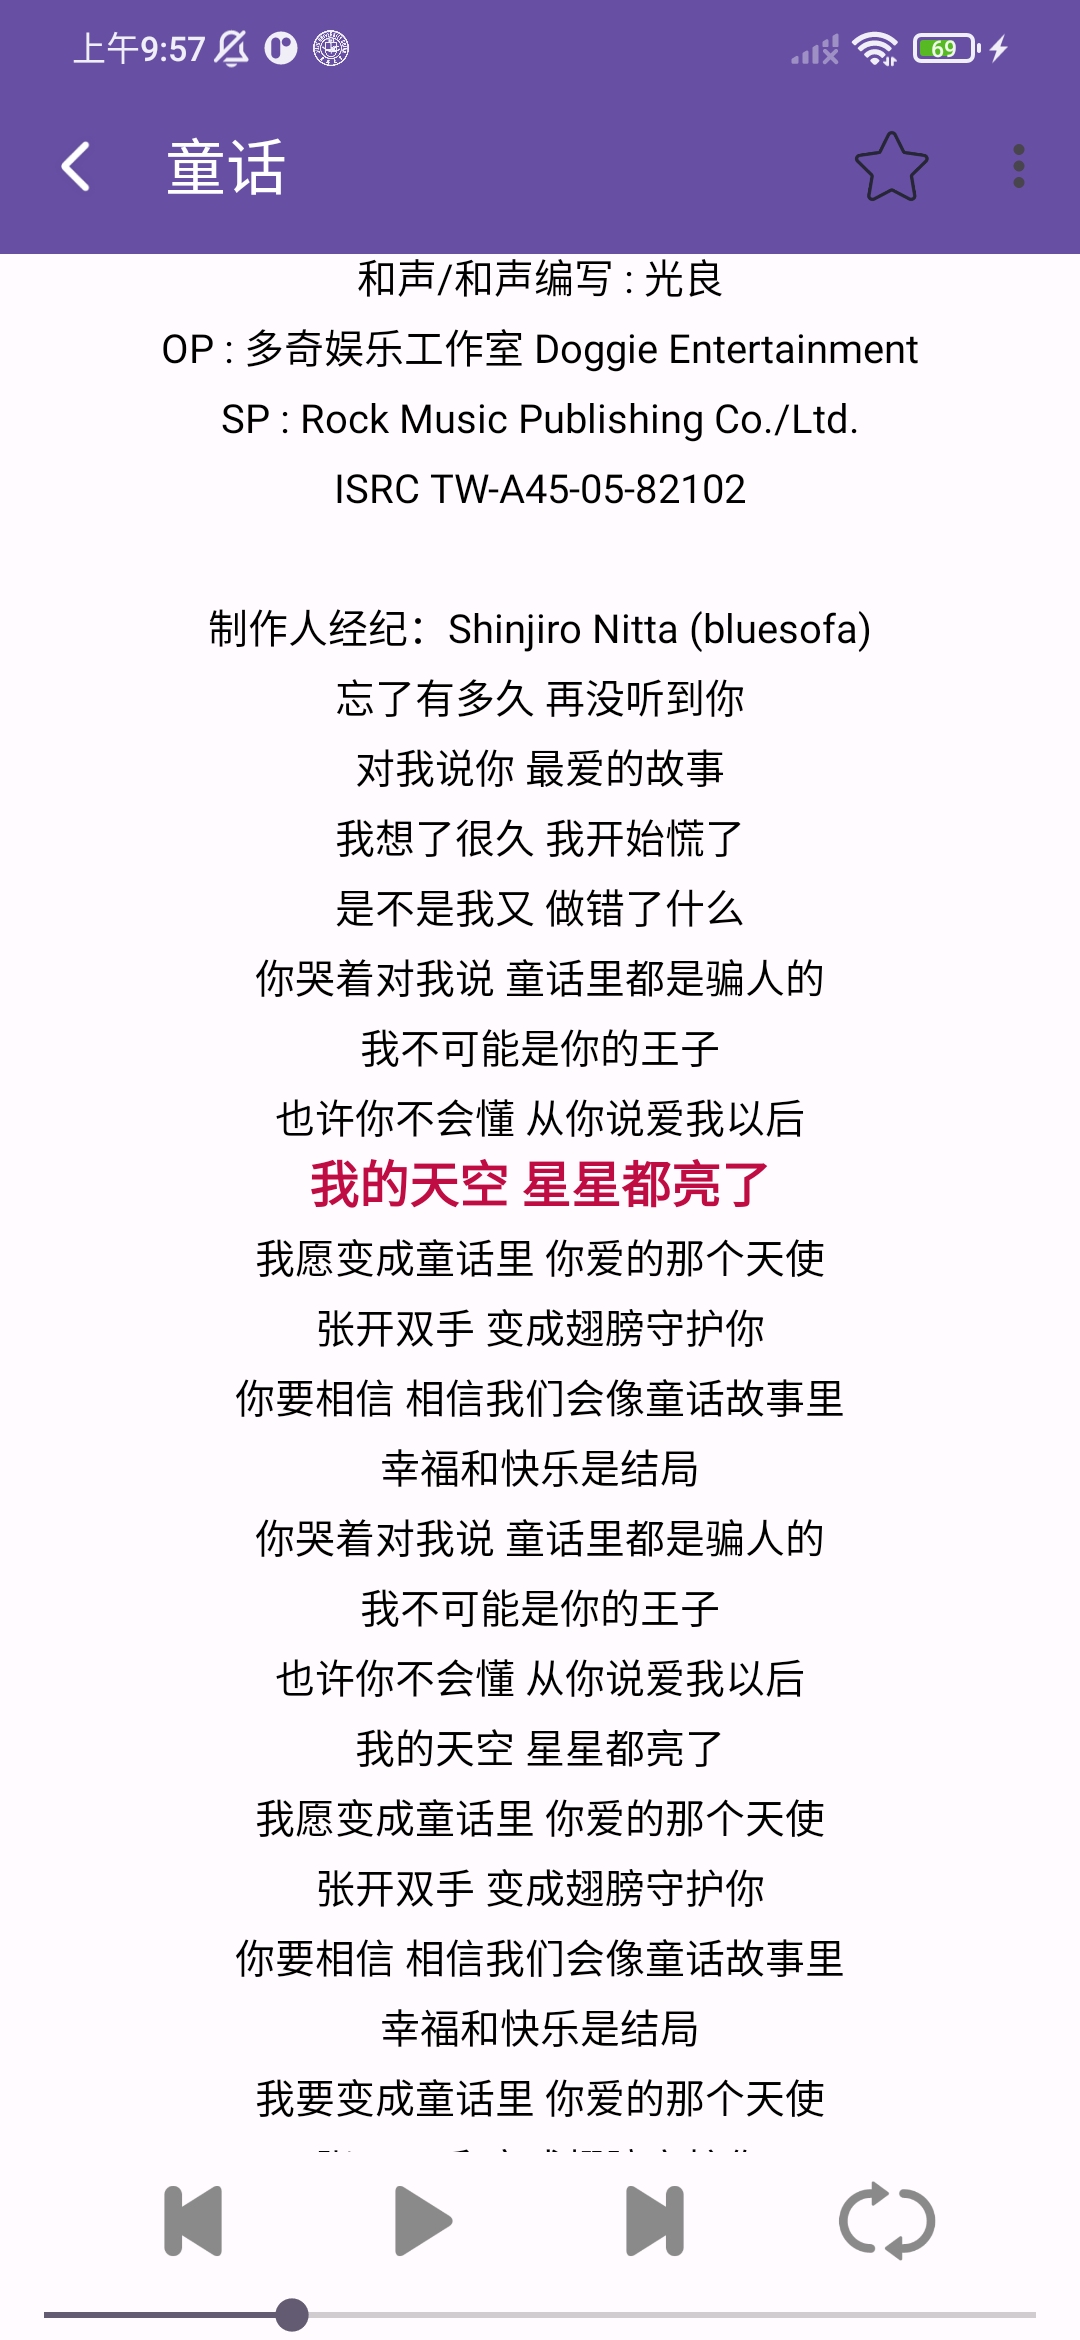 上午9:57
69
童话
和声/和声编写 : 光良
OP : 多奇娱乐工作室 Doggie Entertainment
SP : Rock Music Publishing Co./Ltd.
ISRC TW-A45-05-82102
制作人经纪：Shinjiro Nitta (bluesofa)
忘了有多久 再没听到你
对我说你 最爱的故事
我想了很久 我开始慌了
是不是我又 做错了什么
你哭着对我说 童话里都是骗人的
我不可能是你的王子
也许你不会懂 从你说爱我以后
我的天空 星星都亮了
我愿变成童话里 你爱的那个天使
张开双手 变成翅膀守护你
你要相信 相信我们会像童话故事里
幸福和快乐是结局
你哭着对我说 童话里都是骗人的
我不可能是你的王子
也许你不会懂 从你说爱我以后
我的天空 星星都亮了
我愿变成童话里 你爱的那个天使
张开双手 变成翅膀守护你
你要相信 相信我们会像童话故事里
幸福和快乐是结局
我要变成童话里 你爱的那个天使